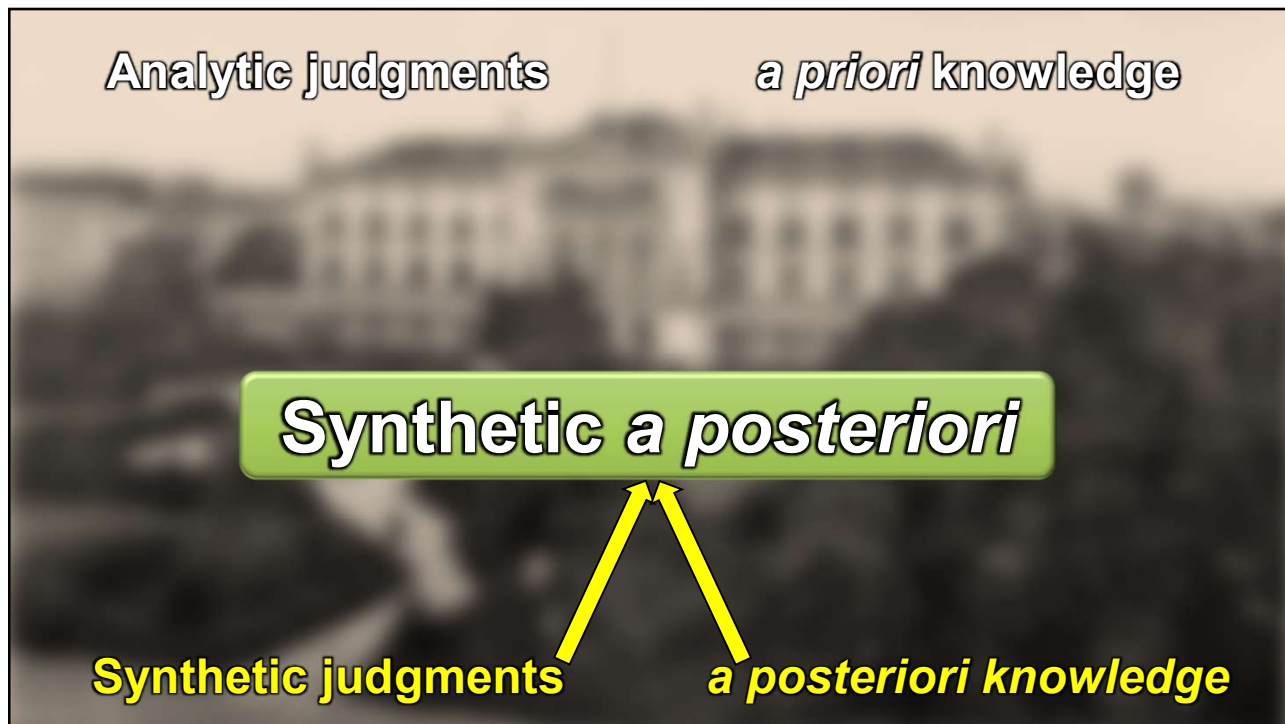 Analytic judgments
a priori knowledge
Synthetic a posteriori
Synthetic judgments
a posteriori knowledge